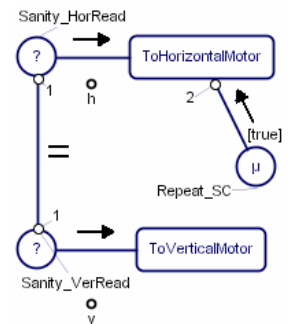 Sanity_HorRead
?
ToHorizontalMotor
1
h
2
[true]
=
μ
Repeat_SC
1
?
ToVerticalMotor
Sanity_VerRead
v